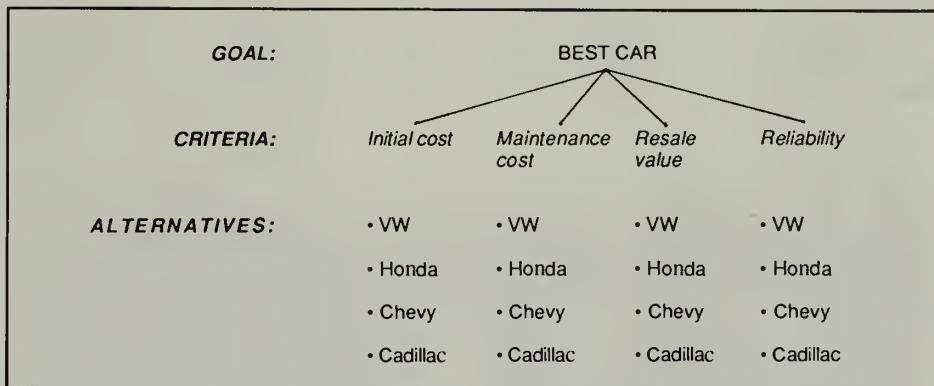 GOAL: BEST CAR
CRITERIA: Initial cost Maintenance cost Resale value Reliability
ALTERNATIVES: • VW • VW • VW • VW
• Honda • Honda • Honda • Honda
• Chevy • Chevy • Chevy • Chevy
• Cadillac • Cadillac • Cadillac • Cadillac